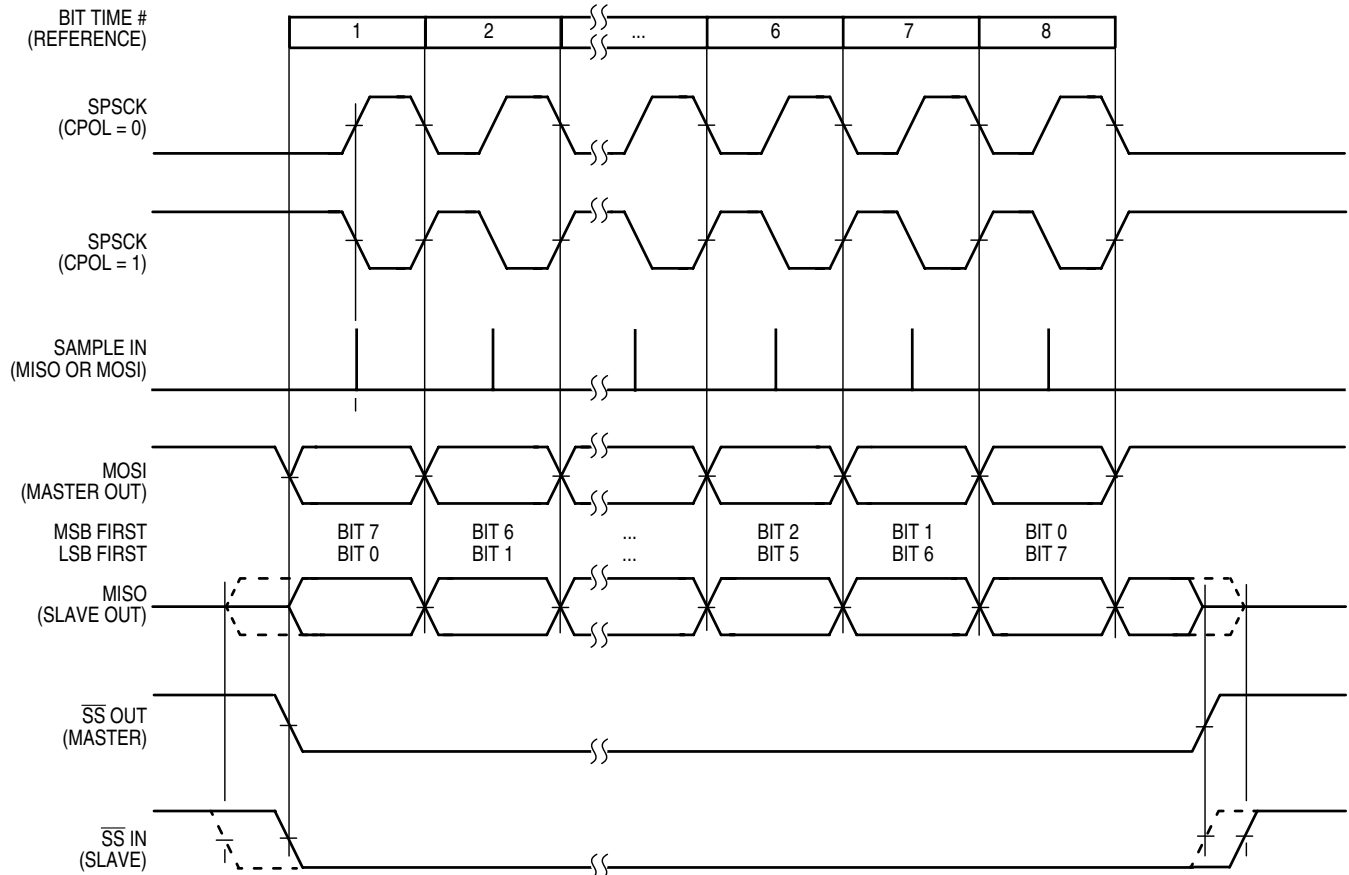 BIT TIME #
(REFERENCE)
1 2 ... 6 7 8
SPSCK
(CPOL = 0)
SPSCK
(CPOL = 1)
SAMPLE IN
(MISO OR MOSI)
MOSI
(MASTER OUT)
MSB FIRST BIT 7 BIT 6 ... BIT 2 BIT 1 BIT 0
LSB FIRST BIT 0 BIT 1 ... BIT 5 BIT 6 BIT 7
MISO
(SLAVE OUT)
S̅S̅ OUT
(MASTER)
S̅S̅ IN
(SLAVE)